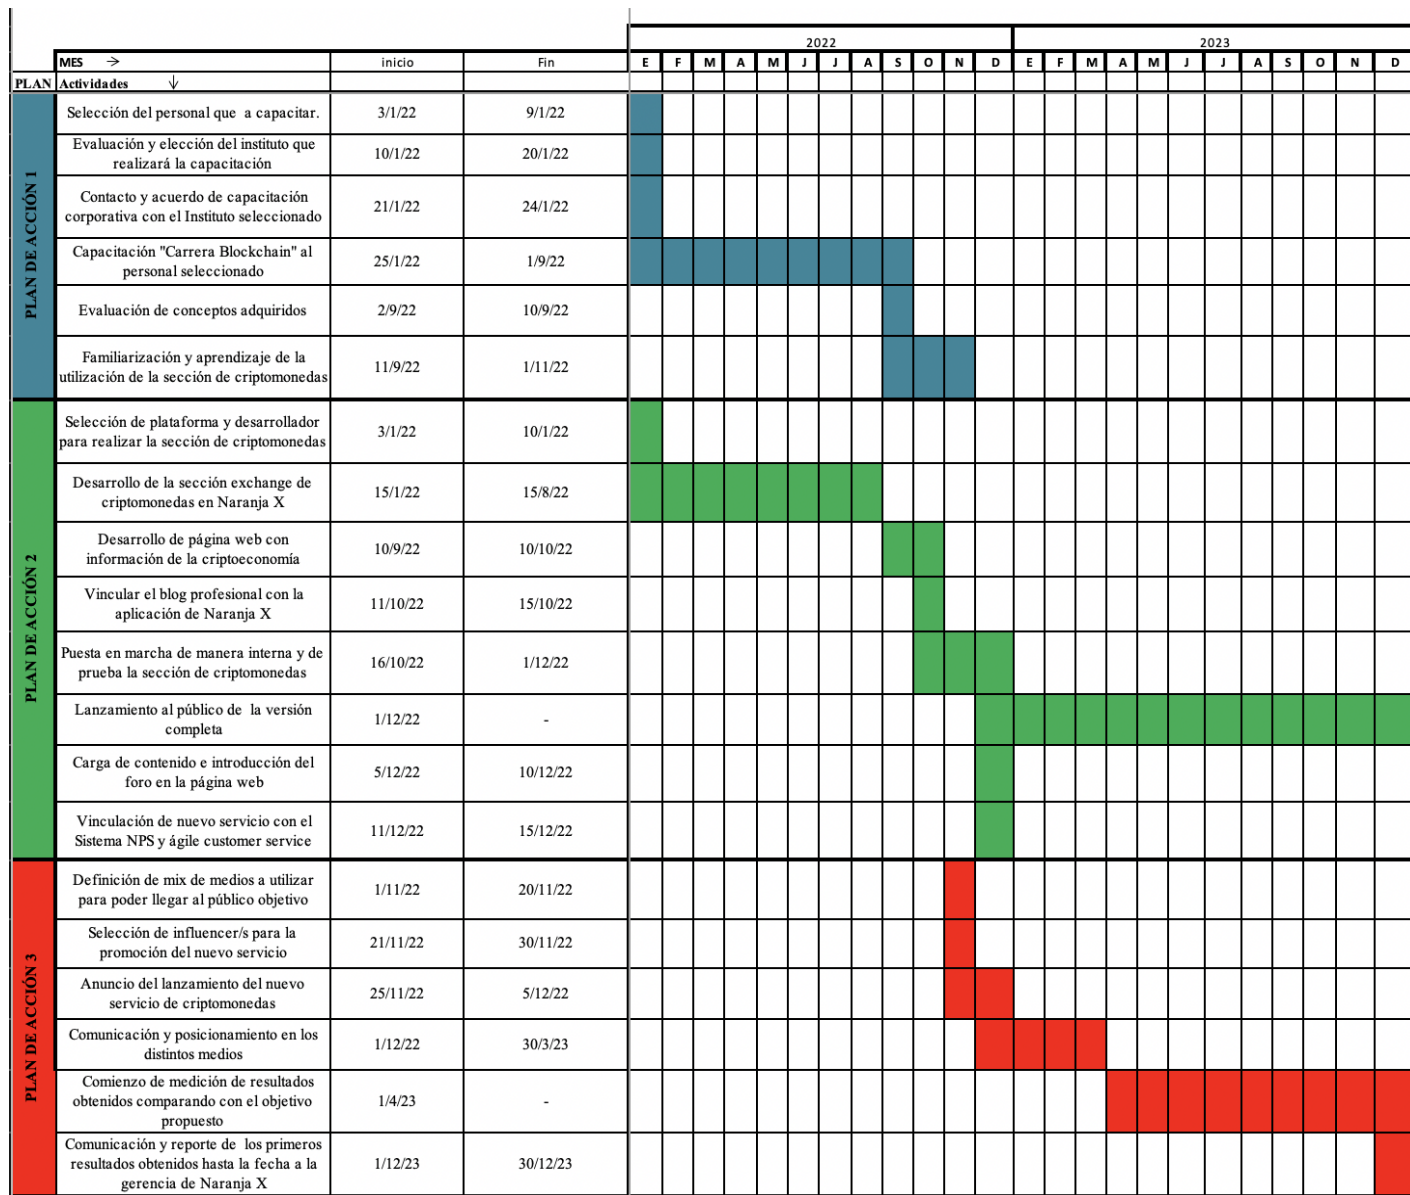 2022 2023
MES → inicio Fin E F M A M J J A S O N D E F M A M J J A S O N D
PLAN Actividades ↓
PLAN DE ACCIÓN 1
Selección del personal que a capacitar. 3/1/22 9/1/22
Evaluación y elección del instituto que
realizará la capacitación
10/1/22 20/1/22
Contacto y acuerdo de capacitación
corporativa con el Instituto seleccionado
21/1/22 24/1/22
Capacitación "Carrera Blockchain" al
personal seleccionado
25/1/22 1/9/22
Evaluación de conceptos adquiridos 2/9/22 10/9/22
Familiarización y aprendizaje de la
utilización de la sección de criptomonedas
11/9/22 1/11/22
PLAN DE ACCIÓN 2
Selección de plataforma y desarrollador
para realizar la sección de criptomonedas
3/1/22 10/1/22
Desarrollo de la sección exchange de
criptomonedas en Naranja X
15/1/22 15/8/22
Desarrollo de página web con
información de la criptoeconomía
10/9/22 10/10/22
Vincular el blog profesional con la
aplicación de Naranja X
11/10/22 15/10/22
Puesta en marcha de manera interna y de
prueba la sección de criptomonedas
16/10/22 1/12/22
Lanzamiento al público de la versión
completa
1/12/22 -
Carga de contenido e introducción del
foro en la página web
5/12/22 10/12/22
Vinculación de nuevo servicio con el
Sistema NPS y ágile customer service
11/12/22 15/12/22
PLAN DE ACCIÓN 3
Definición de mix de medios a utilizar
para poder llegar al público objetivo
1/11/22 20/11/22
Selección de influencer/s para la
promoción del nuevo servicio
21/11/22 30/11/22
Anuncio del lanzamiento del nuevo
servicio de criptomonedas
25/11/22 5/12/22
Comunicación y posicionamiento en los
distintos medios
1/12/22 30/3/23
Comienzo de medición de resultados
obtenidos comparando con el objetivo
propuesto
1/4/23 -
Comunicación y reporte de los primeros
resultados obtenidos hasta la fecha a la
gerencia de Naranja X
1/12/23 30/12/23